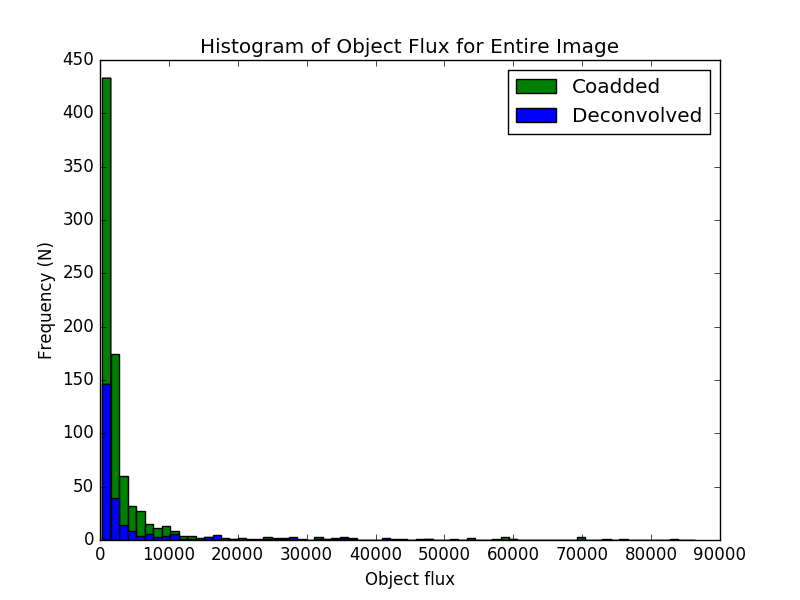 Histogram of Object Flux for Entire Image
Coadded
Deconvolved
450
400
350
300
250
200
150
100
50
0
Frequency (N)
0 10000 20000 30000 40000 50000 60000 70000 80000 90000
Object flux